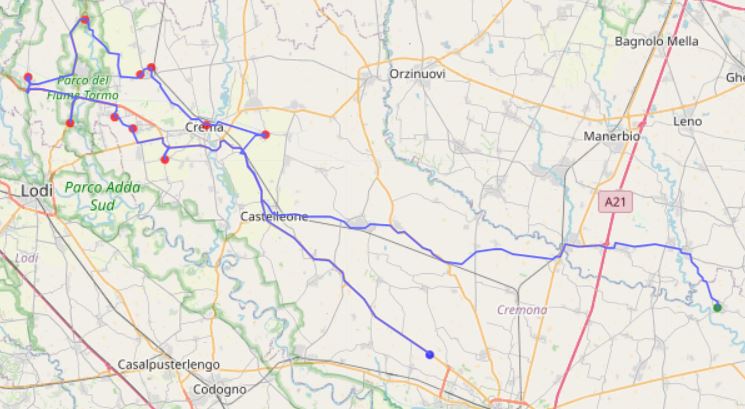 Bagnolo Mella
Orzinuovi
Ghe
Parco del
Fiume Tormo
Leno
Crema
Manerbio
Lodi
Parco Adda
Sud
A21
Castelleone
Lodi
Cremona
Casalpusterlengo
Codogno